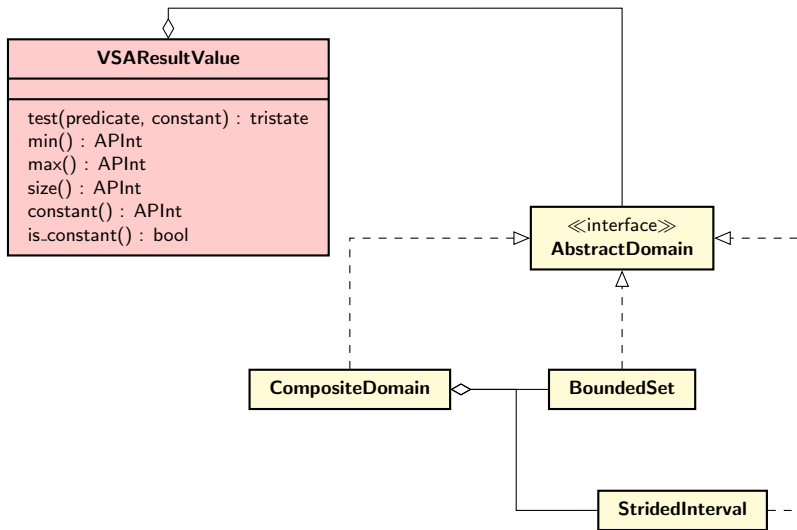 VSAResultValue
test(predicate, constant) : tristate
min() : APInt
max() : APInt
size() : APInt
constant() : APInt
is_constant() : bool
≪interface≫
AbstractDomain
CompositeDomain
BoundedSet
StridedInterval